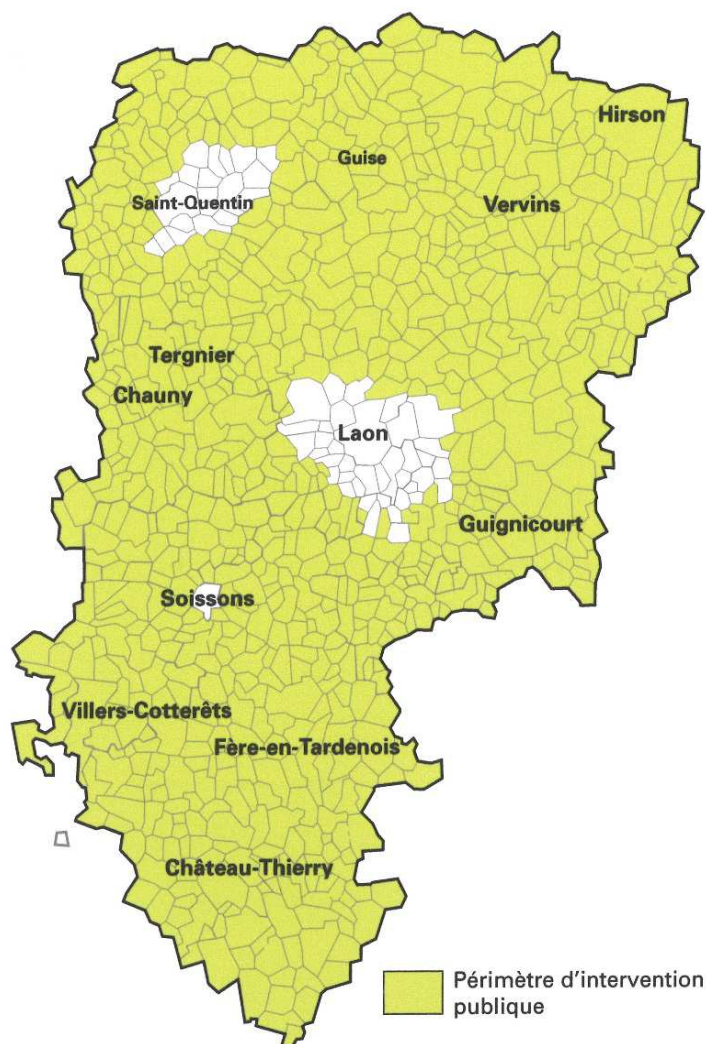 Hirson
Guise
Saint-Quentin
Vervins
Tergnier
Chauny
Laon
Guignicourt
Soissons
Villers-Cotterêts
Fère-en-Tardenois
Château-Thierry
Périmètre d'intervention
publique